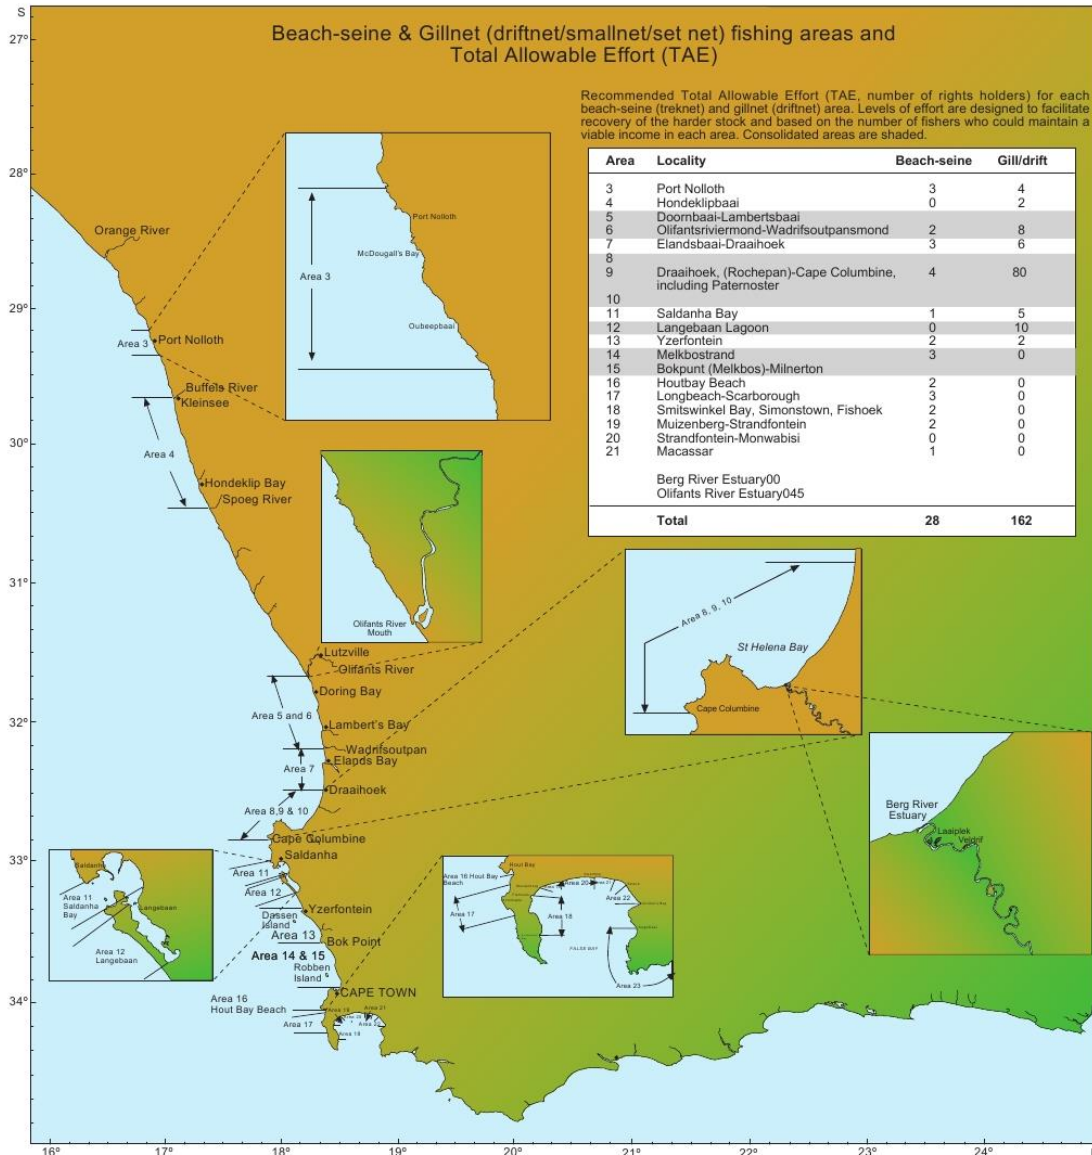 Beach-seine & Gillnet (driftnet/smallnet/set net) fishing areas and
Total Allowable Effort (TAE)
Recommended Total Allowable Effort (TAE, number of rights holders) for each
beach-seine (treknet) and gillnet (driftnet) area. Levels of effort are designed to facilitate
recovery of the harder stock and based on the number of fishers who could maintain a
viable income in each area. Consolidated areas are shaded.
Area Locality Beach-seine Gill/drift
3 Port Nolloth 3 4
4 Hondeklipbaai 0 2
5 Doornbaai-Lambertsbaai
6 Olifantsriviermond-Wadrifsoutpansmond 2 8
7 Elandsbaai-Draaihoek 3 6
8
9 Draaihoek, (Rochepan)-Cape Columbine, 4 80
including Paternoster
10
11 Saldanha Bay 1 5
12 Langebaan Lagoon 0 10
13 Yzerfontein 2 2
14 Melkbostrand 3 0
15 Bokpunt (Melkbos)-Milnerton
16 Houtbay Beach 2 0
17 Longbeach-Scarborough 3 0
18 Smitswinkel Bay, Simonstown, Fishoek 2 0
19 Muizenberg-Strandfontein 2 0
20 Strandfontein-Monwabisi 0 0
21 Macassar 1 0
Berg River Estuary00
Olifants River Estuary045
Total 28 162
S
27°
28°
29°
30°
31°
32°
33°
34°
16°
17°
18°
19°
20°
21°
22°
23°
24°
Orange River
Area 3
Port Nolloth
Buffels River
Kleinsee
Area 4
Hondeklip Bay
Spoeg River
Lutzville
Olifants River
Doring Bay
Area 5 and 6
Lambert's Bay
Wadrifsoutpan
Elands Bay
Area 7
Draaihoek
Area 8,9 & 10
Cape Columbine
Saldanha
Area 11
Area 12
Yzerfontein
Dassen
Island
Area 13
Bok Point
Area 14 & 15
Robben
Island
CAPE TOWN
Area 16
Hout Bay Beach
Area 17
Area 18
Area 19
Area 21
Port Nolloth
McDougall's Bay
Area 3
Oubeepbaai
Olifants River
Mouth
Area 8, 9, 10
St Helena Bay
Cape Columbine
Berg River
Estuary
Laaiplek
Veldrif
Saldanha
Area 11
Saldanha
Bay
Langebaan
Area 12
Langebaan
Hout Bay
Area 16 Hout Bay
Beach
Area 17
Area 18
Area 20
Area 22
FALSE BAY
Area 23